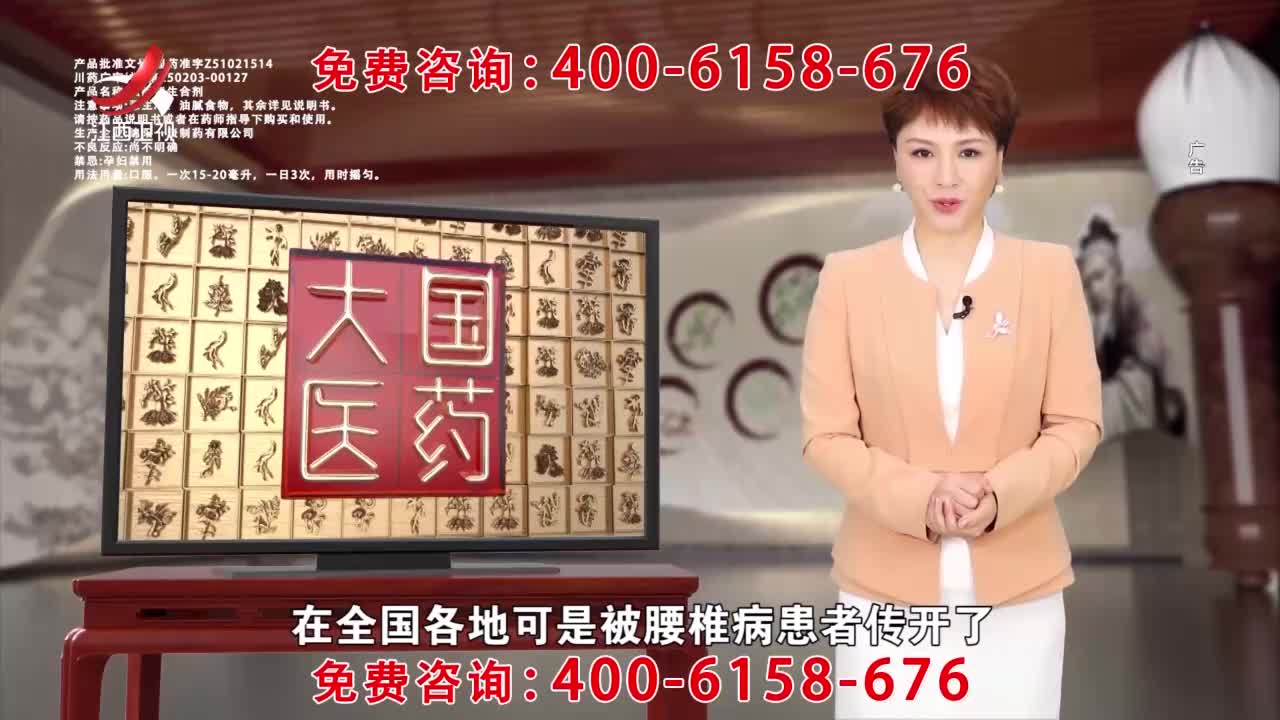 免费咨询：400-6158-676
产品批准文 药准字Z51021514
川药广 50203-00127
产品名称 生合剂
注意 油腻食物，其余详见说明书。
请按药品说明书或者在药师指导下购买和使用。
生产 制药有限公司
江西卫视
不良反应:尚不明确
禁忌:孕妇禁用
用法用量:口服。一次15-20毫升，一日3次，用时摇匀。
广告
大国
医药
在全国各地可是被腰椎病患者传开了
免费咨询：400-6158-676